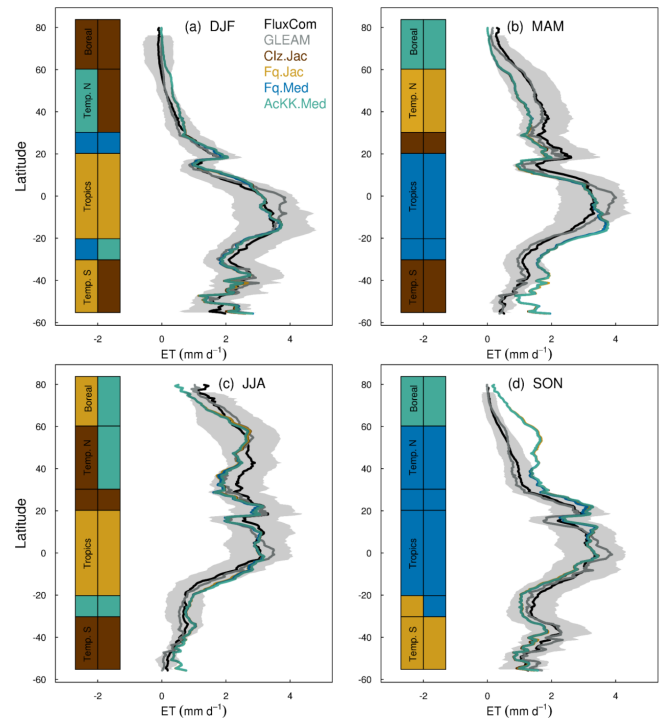 (a) DJF
FluxCom
GLEAM
Clz.Jac
Fq.Jac
Fq.Med
AcKK.Med
Latitude
80
60
40
20
0
-20
-40
-60
Boreal
Temp. N
Tropics
Temp. S
-2 0 2 4
ET (mm d⁻¹)
(b) MAM
80
60
40
20
0
-20
-40
-60
Boreal
Temp. N
Tropics
Temp. S
-2 0 2 4
ET (mm d⁻¹)
(c) JJA
Latitude
80
60
40
20
0
-20
-40
-60
Boreal
Temp. N
Tropics
Temp. S
-2 0 2 4
ET (mm d⁻¹)
(d) SON
80
60
40
20
0
-20
-40
-60
Boreal
Temp. N
Tropics
Temp. S
-2 0 2 4
ET (mm d⁻¹)